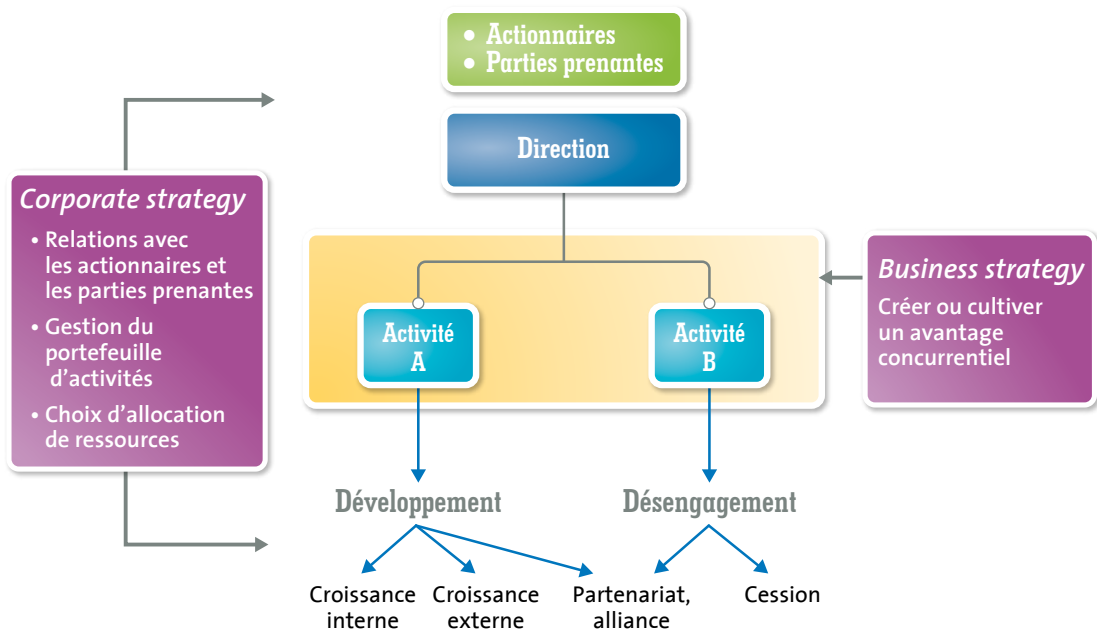 • Actionnaires
• Parties prenantes
Direction
Corporate strategy
• Relations avec
les actionnaires et
les parties prenantes
• Gestion du
portefeuille
d’activités
• Choix d’allocation
de ressources
Business strategy
Créer ou cultiver
un avantage
concurrentiel
Activité
A
Activité
B
Développement
Désengagement
Croissance
interne
Croissance
externe
Partenariat,
alliance
Cession